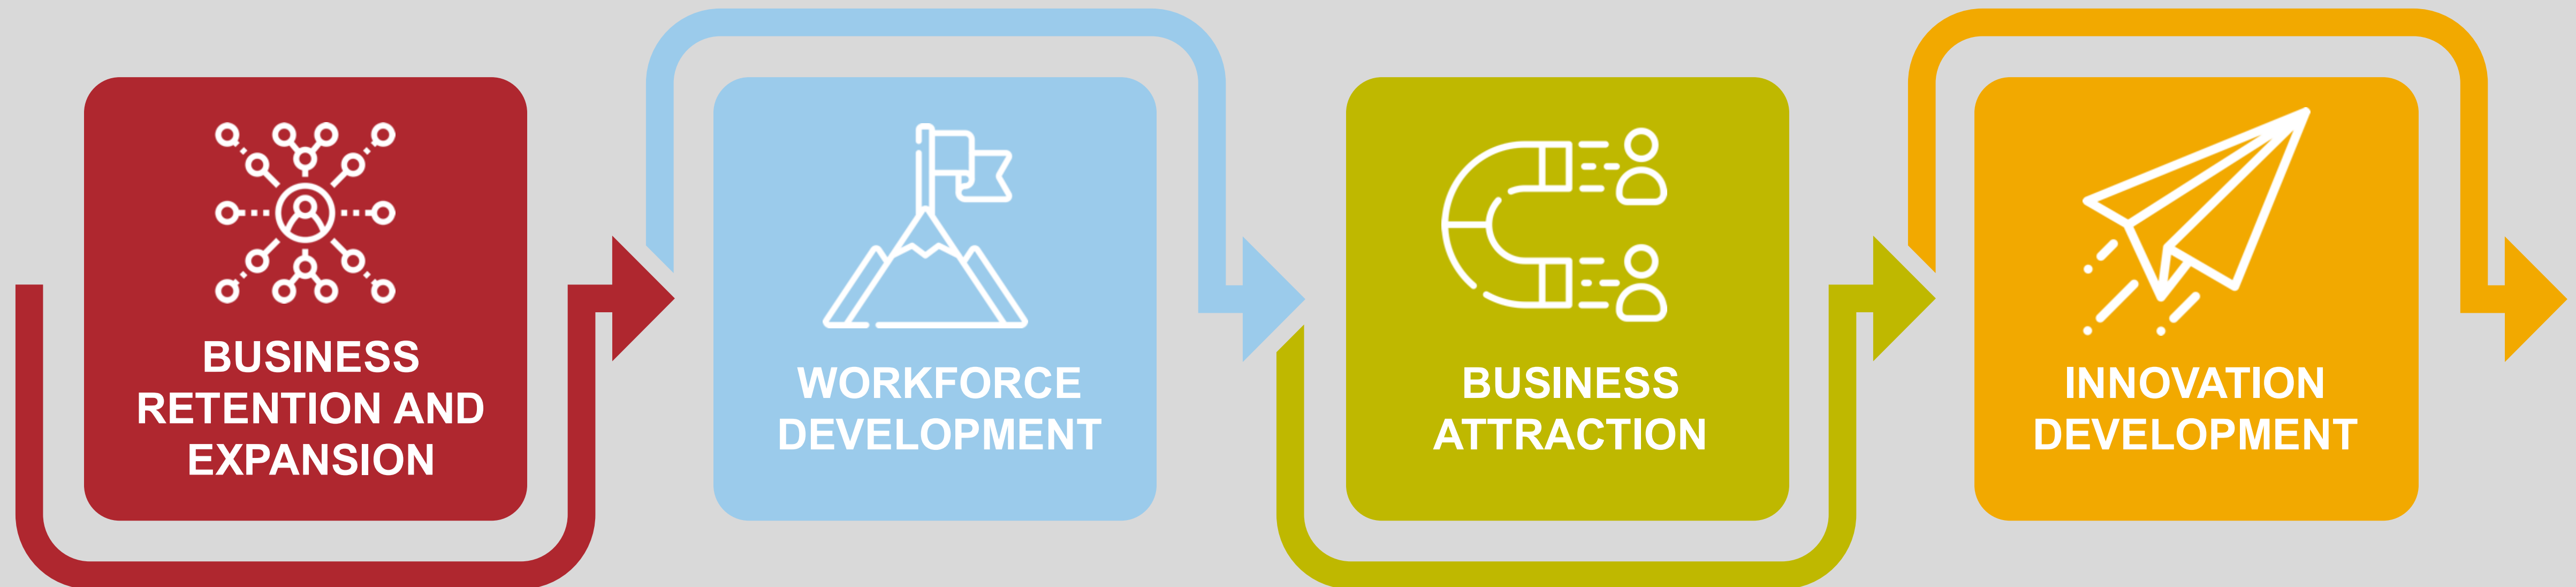 BUSINESS
RETENTION AND
EXPANSION
WORKFORCE
DEVELOPMENT
BUSINESS
ATTRACTION
INNOVATION
DEVELOPMENT